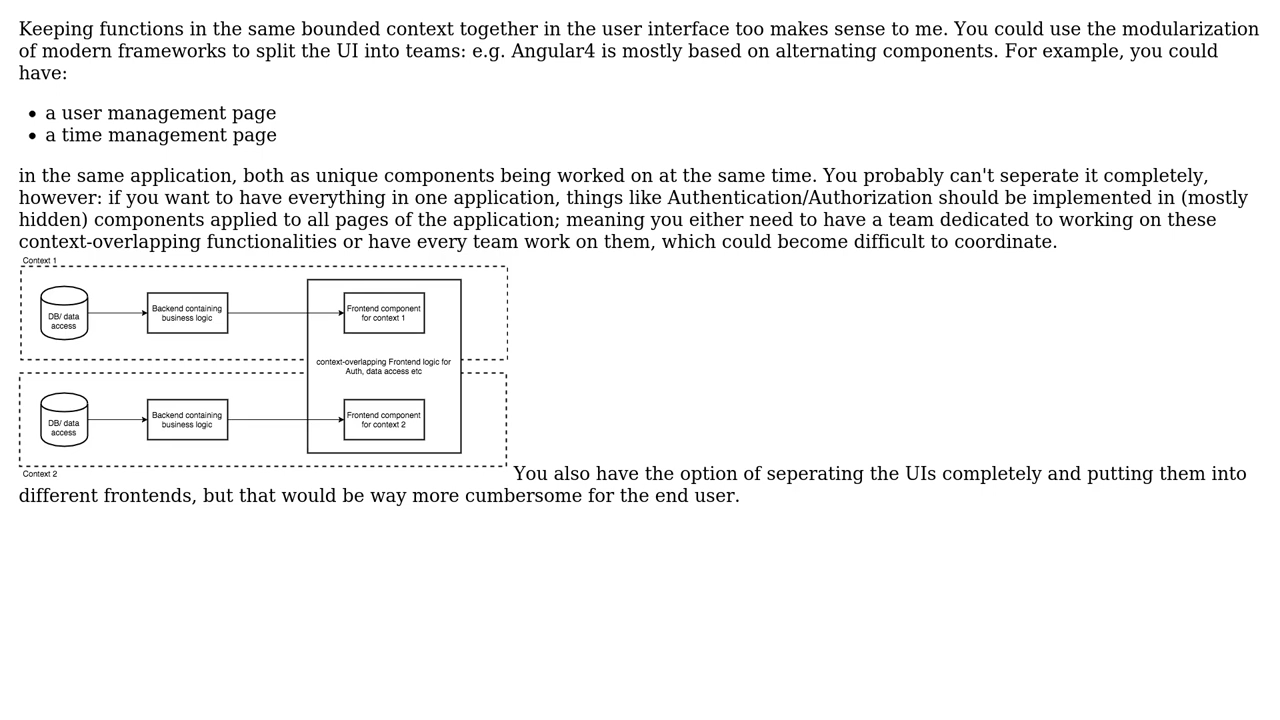 Keeping functions in the same bounded context together in the user interface too makes sense to me. You could use the modularization
of modern frameworks to split the UI into teams: e.g. Angular4 is mostly based on alternating components. For example, you could
have:
• a user management page
• a time management page
in the same application, both as unique components being worked on at the same time. You probably can't seperate it completely,
however: if you want to have everything in one application, things like Authentication/Authorization should be implemented in (mostly
hidden) components applied to all pages of the application; meaning you either need to have a team dedicated to working on these
context-overlapping functionalities or have every team work on them, which could become difficult to coordinate.
Context 1
DB/ data
access
Backend containing
business logic
Frontend component
for context 1
context-overlapping Frontend logic for
Auth, data access etc
DB/ data
access
Backend containing
business logic
Frontend component
for context 2
Context 2
You also have the option of seperating the UIs completely and putting them into
different frontends, but that would be way more cumbersome for the end user.